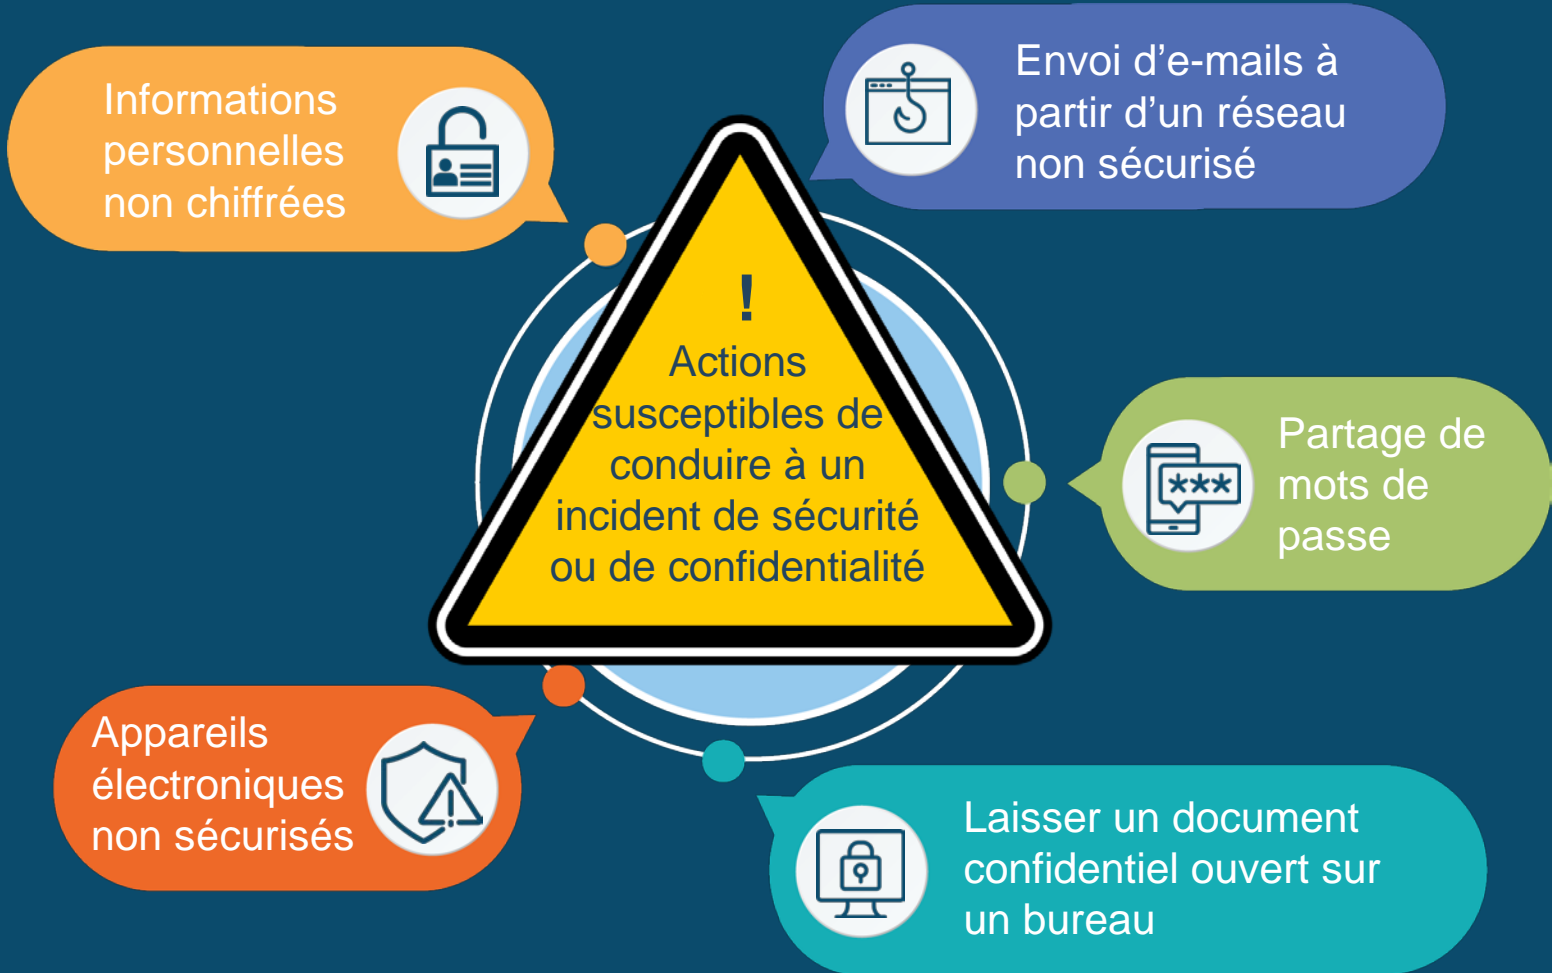 Informations
personnelles
non chiffrées
Envoi d’e-mails à
partir d’un réseau
non sécurisé
!
Actions
susceptibles de
conduire à un
incident de sécurité
ou de confidentialité
Partage de
mots de
passe
***
Appareils
électroniques
non sécurisés
Laisser un document
confidentiel ouvert sur
un bureau